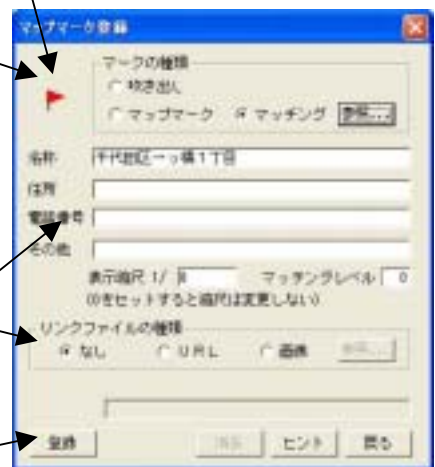 マップマーク登録
マークの種類
吹き出し
マップマーク マッチング 参照...
名称 千代田区一ッ橋1丁目
住所
電話番号
その他
表示縮尺 1/ マッチングレベル 0
(0をセットすると縮尺は変更しない)
リンクファイルの種類
なし URL 画像 参照...
登録 ヒント 戻る